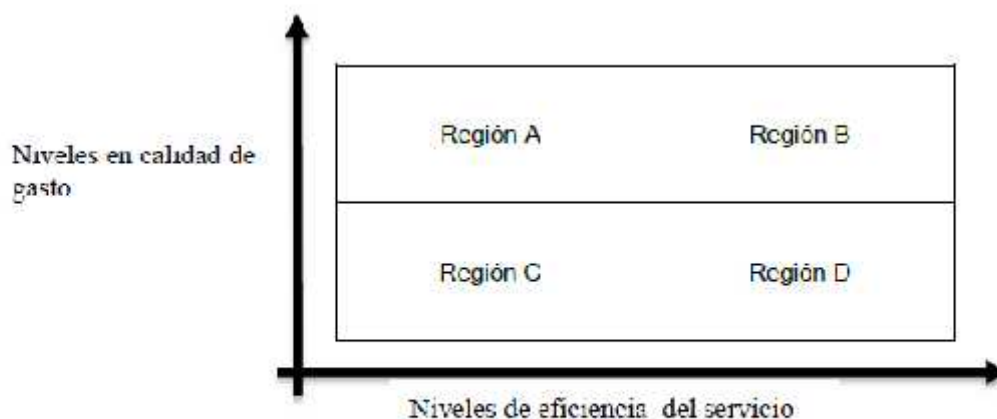 Región A Región B
Niveles en calidad de
gasto
Región C Región D
Niveles de eficiencia del servicio